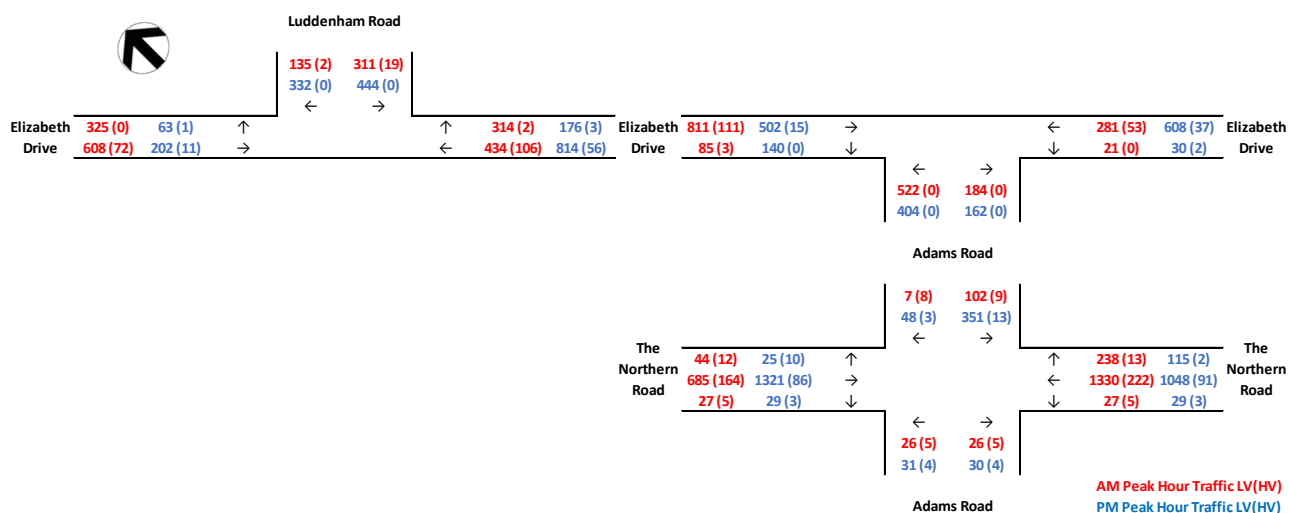 Luddenham Road
135 (2) 311 (19)
332 (0) 444 (0)
← →
Elizabeth 325 (0) 63 (1) ↑ ↑ 314 (2) 176 (3) Elizabeth 811 (111) 502 (15) → ← 281 (53) 608 (37) Elizabeth
Drive 608 (72) 202 (11) → ← 434 (106) 814 (56) Drive 85 (3) 140 (0) ↓ ↓ 21 (0) 30 (2) Drive
← →
522 (0) 184 (0)
404 (0) 162 (0)
Adams Road
7 (8) 102 (9)
48 (3) 351 (13)
← →
The 44 (12) 25 (10) ↑ ↑ 238 (13) 115 (2) The
Northern 685 (164) 1321 (86) → ← 1330 (222) 1048 (91) Northern
Road 27 (5) 29 (3) ↓ ↓ 27 (5) 29 (3) Road
← →
26 (5) 26 (5)
31 (4) 30 (4)
Adams Road
AM Peak Hour Traffic LV(HV)
PM Peak Hour Traffic LV(HV)